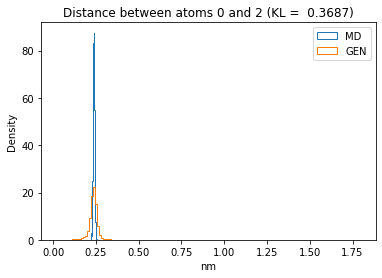 Distance between atoms 0 and 2 (KL =  0.3687)
MD
GEN
Density
80
60
40
20
0
0.00 0.25 0.50 0.75 1.00 1.25 1.50 1.75
nm